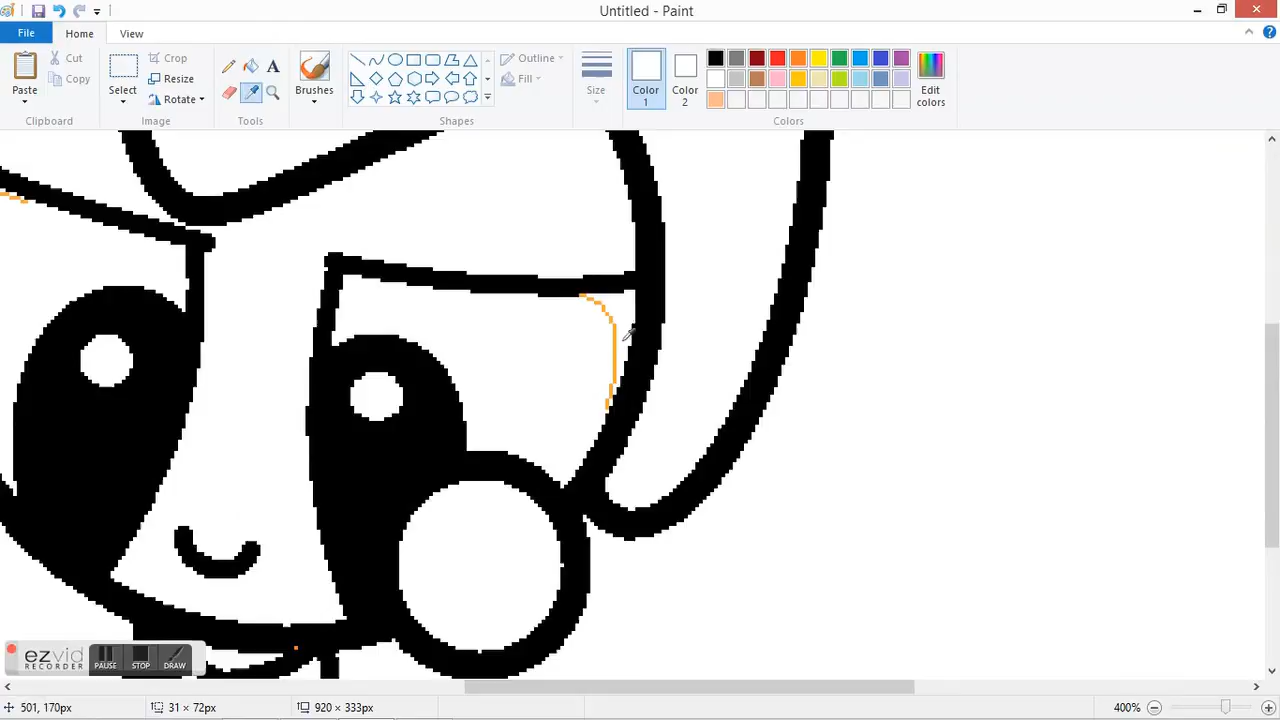 Untitled - Paint
File Home View
Paste
Cut
Copy
Clipboard
Select
Crop
Resize
Rotate
Image
A
Tools
Brushes
Outline
Fill
Shapes
Size
Color 1
Color 2
Edit colors
Colors
ezvid
RECORDER
PAUSE STOP DRAW
501, 170px 31 × 72px 920 × 333px 400%